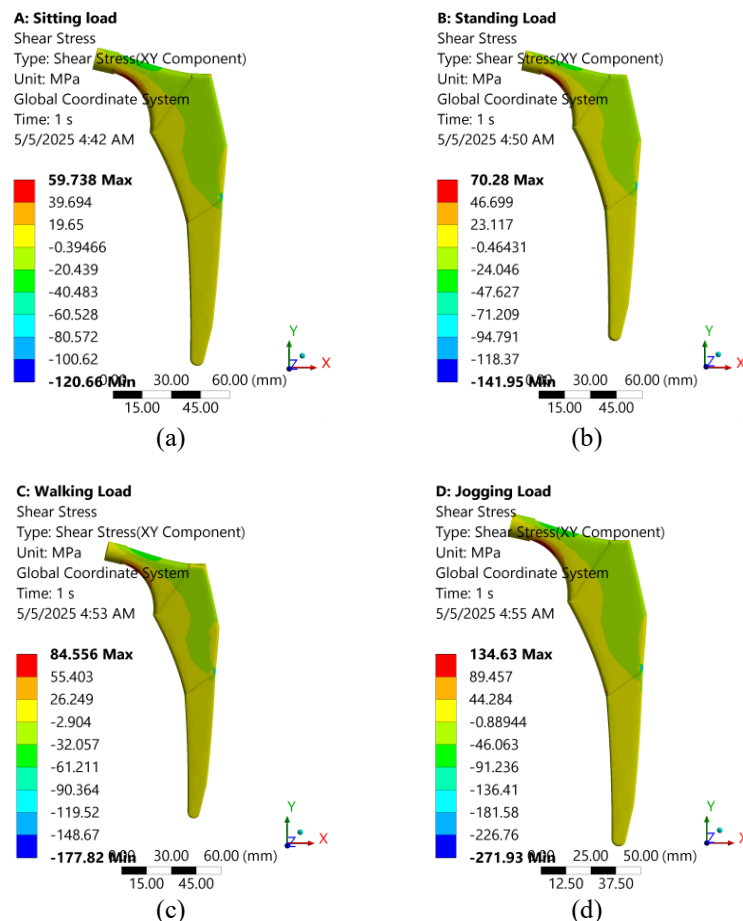 A: Sitting load
Shear Stress
Type: Shear Stress(XY Component)
Unit: MPa
Global Coordinate System
Time: 1 s
5/5/2025 4:42 AM
59.738 Max
39.694
19.65
-0.39466
-20.439
-40.483
-60.528
-80.572
-100.62
-120.66 Min
0.00 30.00 60.00 (mm)
15.00 45.00
Y
X
Z
(a)
B: Standing Load
Shear Stress
Type: Shear Stress(XY Component)
Unit: MPa
Global Coordinate System
Time: 1 s
5/5/2025 4:50 AM
70.28 Max
46.699
23.117
-0.46431
-24.046
-47.627
-71.209
-94.791
-118.37
-141.95 Min
0.00 30.00 60.00 (mm)
15.00 45.00
Y
X
Z
(b)
C: Walking Load
Shear Stress
Type: Shear Stress(XY Component)
Unit: MPa
Global Coordinate System
Time: 1 s
5/5/2025 4:53 AM
84.556 Max
55.403
26.249
-2.904
-32.057
-61.211
-90.364
-119.52
-148.67
-177.82 Min
0.00 30.00 60.00 (mm)
15.00 45.00
Y
X
Z
(c)
D: Jogging Load
Shear Stress
Type: Shear Stress(XY Component)
Unit: MPa
Global Coordinate System
Time: 1 s
5/5/2025 4:55 AM
134.63 Max
89.457
44.284
-0.88944
-46.063
-91.236
-136.41
-181.58
-226.76
-271.93 Min
0.00 25.00 50.00 (mm)
12.50 37.50
Y
X
Z
(d)